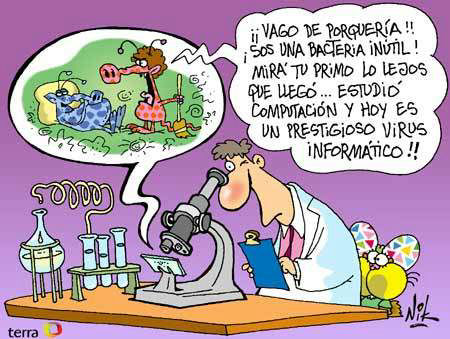 ¡¡VAGO DE PORQUERÍA!!
¡SOS UNA BACTERIA INÚTIL!
MIRÁ TU PRIMO LO LEJOS
QUE LLEGÓ... ESTUDIÓ
COMPUTACIÓN Y HOY ES
UN PRESTIGIOSO VIRUS
INFORMÁTICO!!
terra
Nik